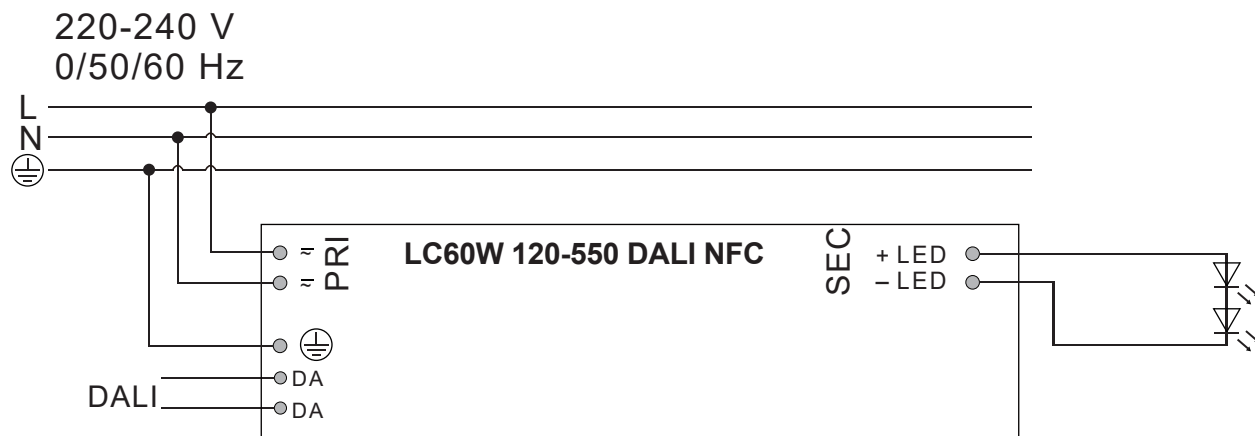 220-240 V
0/50/60 Hz
L
N
≂ PRI
≂
LC60W 120-550 DALI NFC
SEC
+ LED
– LED
DALI
DA
DA